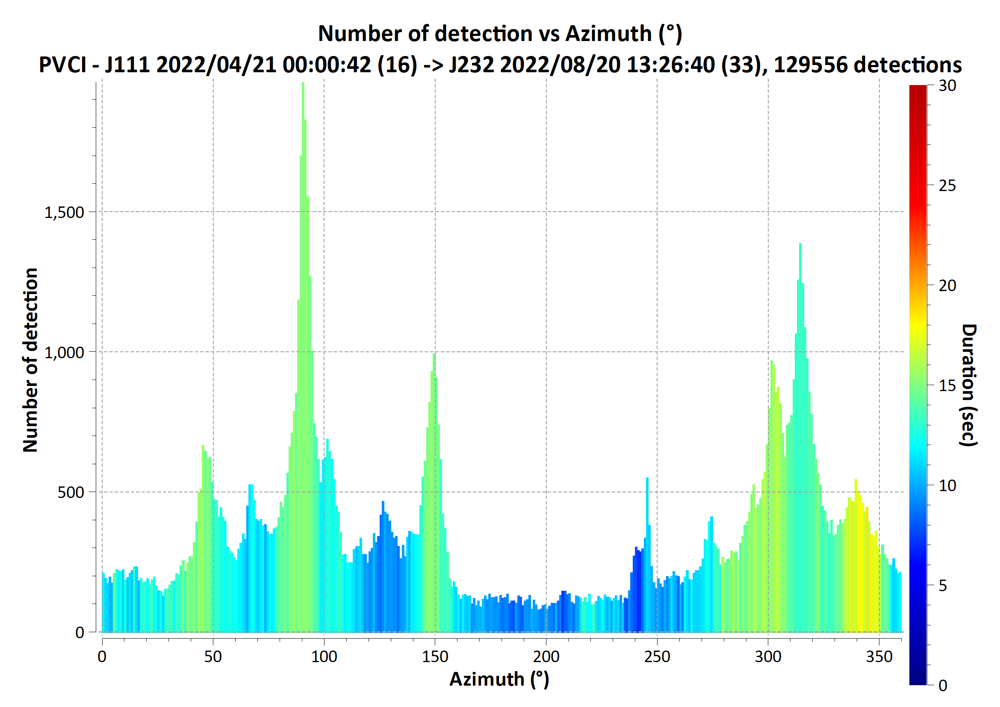 Number of detection vs Azimuth (°)
PVCI - J111 2022/04/21 00:00:42 (16) -> J232 2022/08/20 13:26:40 (33), 129556 detections
Number of detection
1,500
1,000
500
0
0 50 100 150 200 250 300 350
Azimuth (°)
30
25
20
15
10
5
0
Duration (sec)